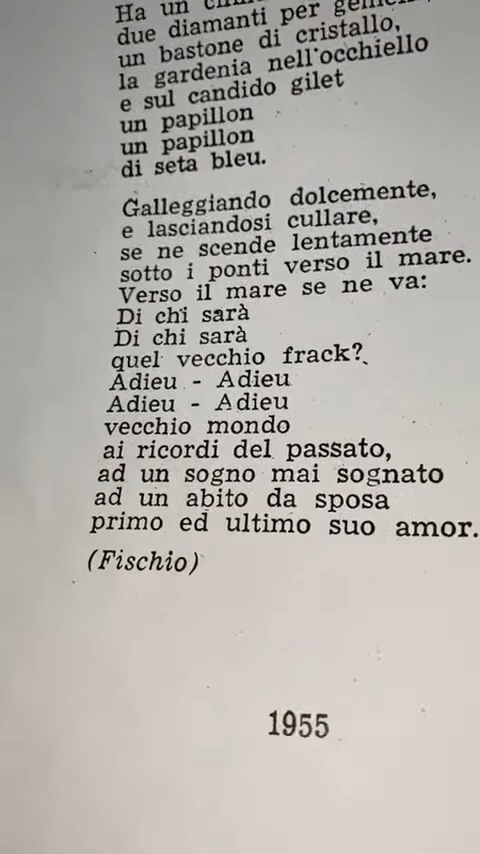 Ha un
due diamanti per
un bastone di cristallo,
la gardenia nell'occhiello
e sul candido gilet
un papillon
un papillon
di seta bleu.
Galleggiando dolcemente,
e lasciandosi cullare,
se ne scende lentamente
sotto i ponti verso il mare.
Verso il mare se ne va:
Di chi sarà
Di chi sarà
quel vecchio frack?
Adieu - Adieu
Adieu - Adieu
vecchio mondo
ai ricordi del passato,
ad un sogno mai sognato
ad un abito da sposa
primo ed ultimo suo amor.
(Fischio)
1955